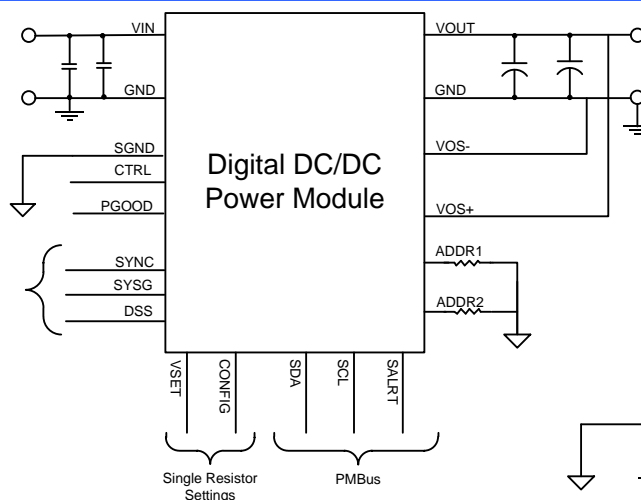 VIN
VOUT
GND
GND
SGND
VOS-
CTRL
Digital DC/DC
Power Module
PGOOD
VOS+
ADDR1
SYNC
SYSG
ADDR2
DSS
VSET
CONFIG
SDA
SCL
SALRT
Single Resistor
Settings
PMBus